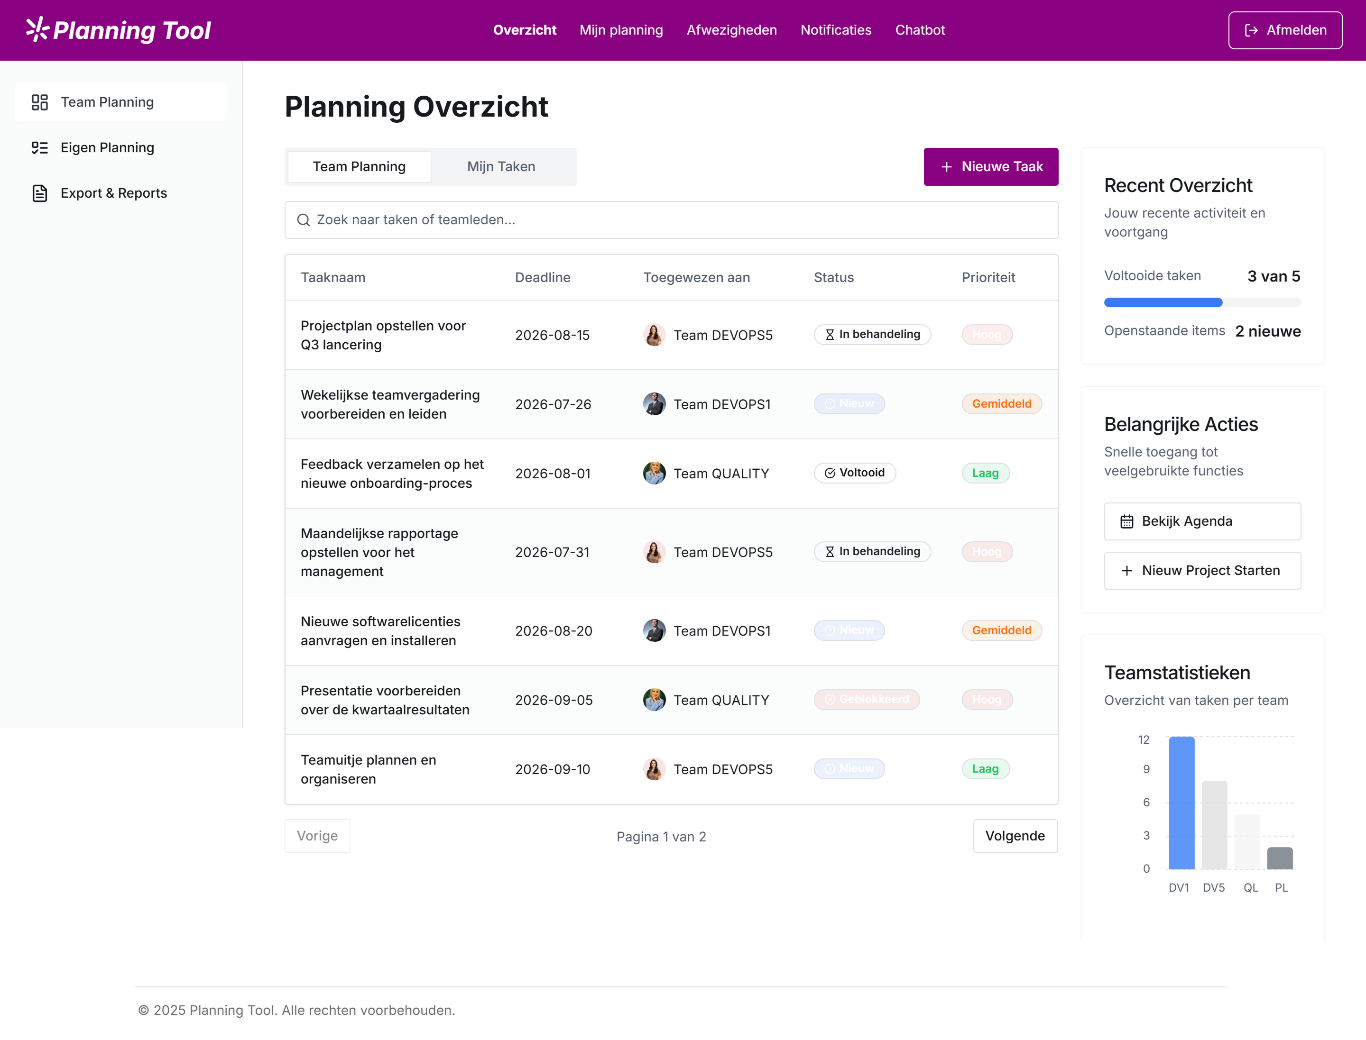 Planning Tool
Overzicht
Mijn planning
Afwezigheden
Notificaties
Chatbot
Afmelden
Team Planning
Eigen Planning
Export & Reports
Planning Overzicht
Team Planning
Mijn Taken
Nieuwe Taak
Zoek naar taken of teamleden...
Taaknaam
Deadline
Toegewezen aan
Status
Prioriteit
Projectplan opstellen voor
Q3 lancering
2026-08-15
Team DEVOPS5
In behandeling
Hoog
Wekelijkse teamvergadering
voorbereiden en leiden
2026-07-26
Team DEVOPS1
Nieuw
Gemiddeld
Feedback verzamelen op het
nieuwe onboarding-proces
2026-08-01
Team QUALITY
Voltooid
Laag
Maandelijkse rapportage
opstellen voor het
management
2026-07-31
Team DEVOPS5
In behandeling
Hoog
Nieuwe softwarelicenties
aanvragen en installeren
2026-08-20
Team DEVOPS1
Nieuw
Gemiddeld
Presentatie voorbereiden
over de kwartaalresultaten
2026-09-05
Team QUALITY
Geblokkeerd
Hoog
Teamuitje plannen en
organiseren
2026-09-10
Team DEVOPS5
Nieuw
Laag
Vorige
Pagina 1 van 2
Volgende
Recent Overzicht
Jouw recente activiteit en
voortgang
Voltooide taken
3 van 5
Openstaande items
2 nieuwe
Belangrijke Acties
Snelle toegang tot
veelgebruikte functies
Bekijk Agenda
Nieuw Project Starten
Teamstatistieken
Overzicht van taken per team
12
9
6
3
0
DV1
DV5
QL
PL
© 2025 Planning Tool. Alle rechten voorbehouden.